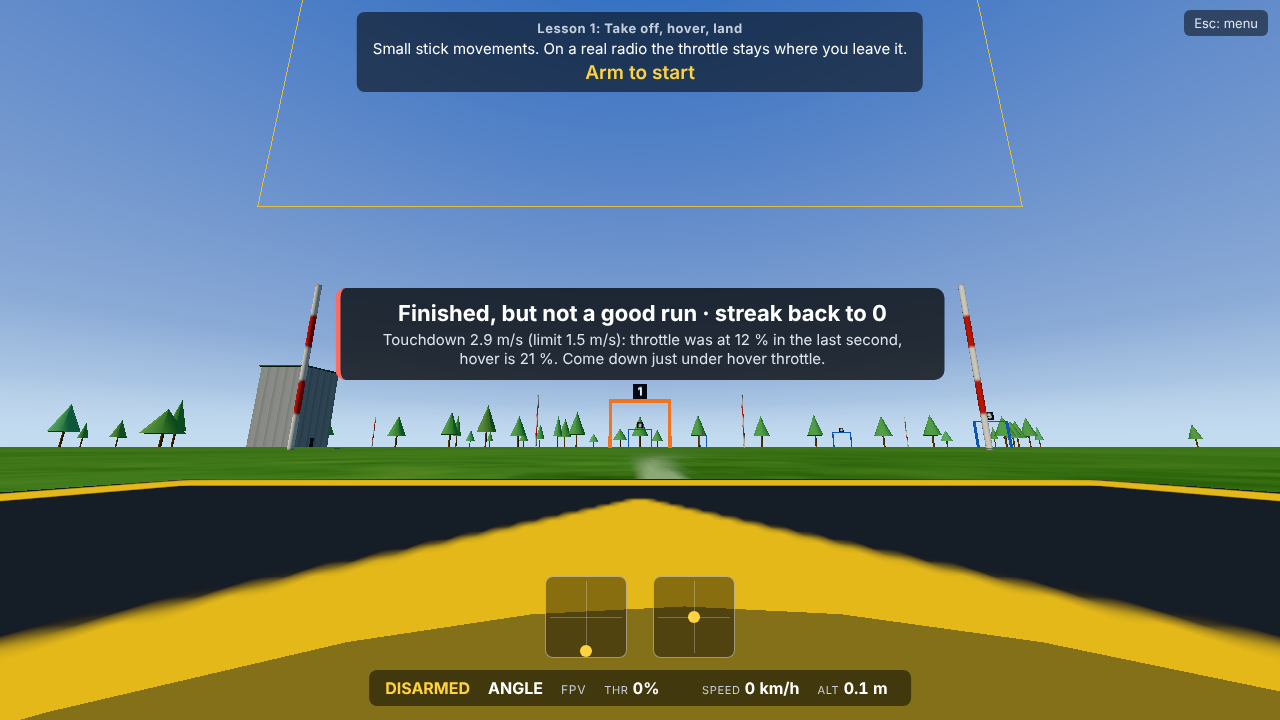 Lesson 1: Take off, hover, land
Esc: menu
Small stick movements. On a real radio the throttle stays where you leave it.
Arm to start
Finished, but not a good run · streak back to 0
Touchdown 2.9 m/s (limit 1.5 m/s): throttle was at 12 % in the last second,
hover is 21 %. Come down just under hover throttle.
1
DISARMED ANGLE FPV THR 0% SPEED 0 km/h ALT 0.1 m